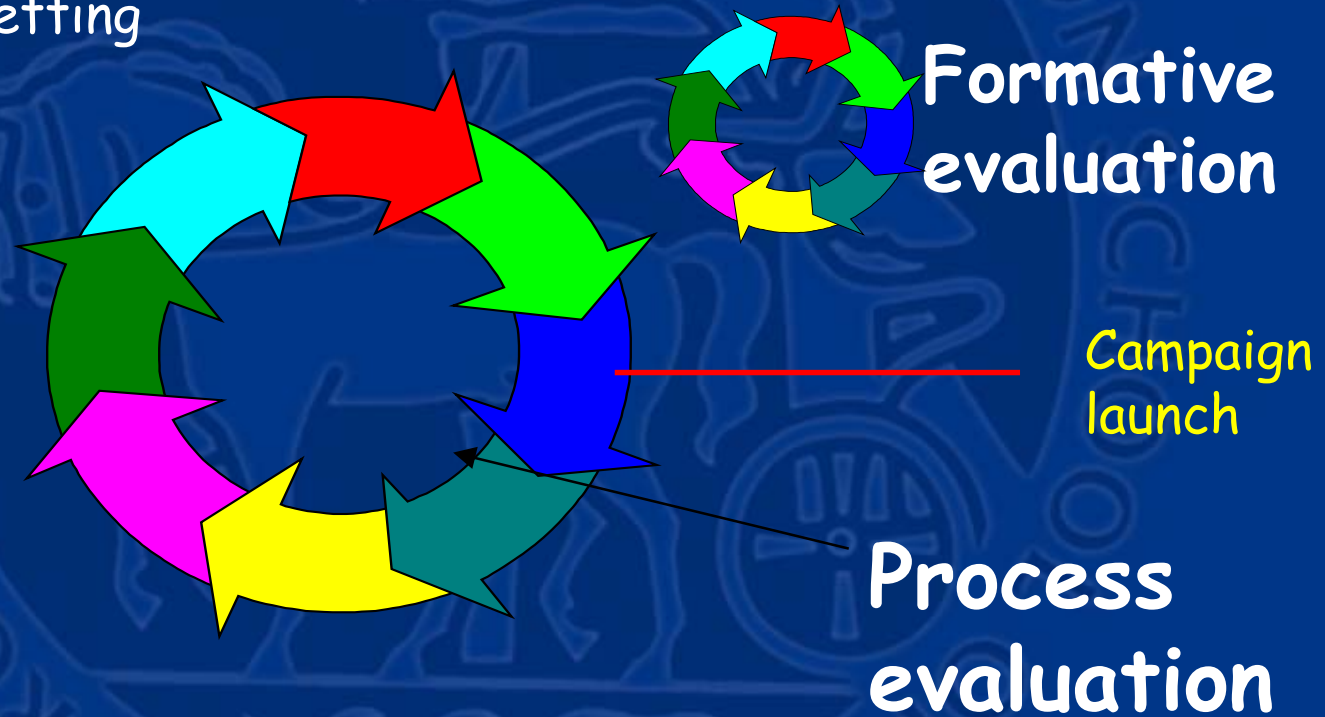 etting
Formative
evaluation
Campaign
launch
Process
evaluation